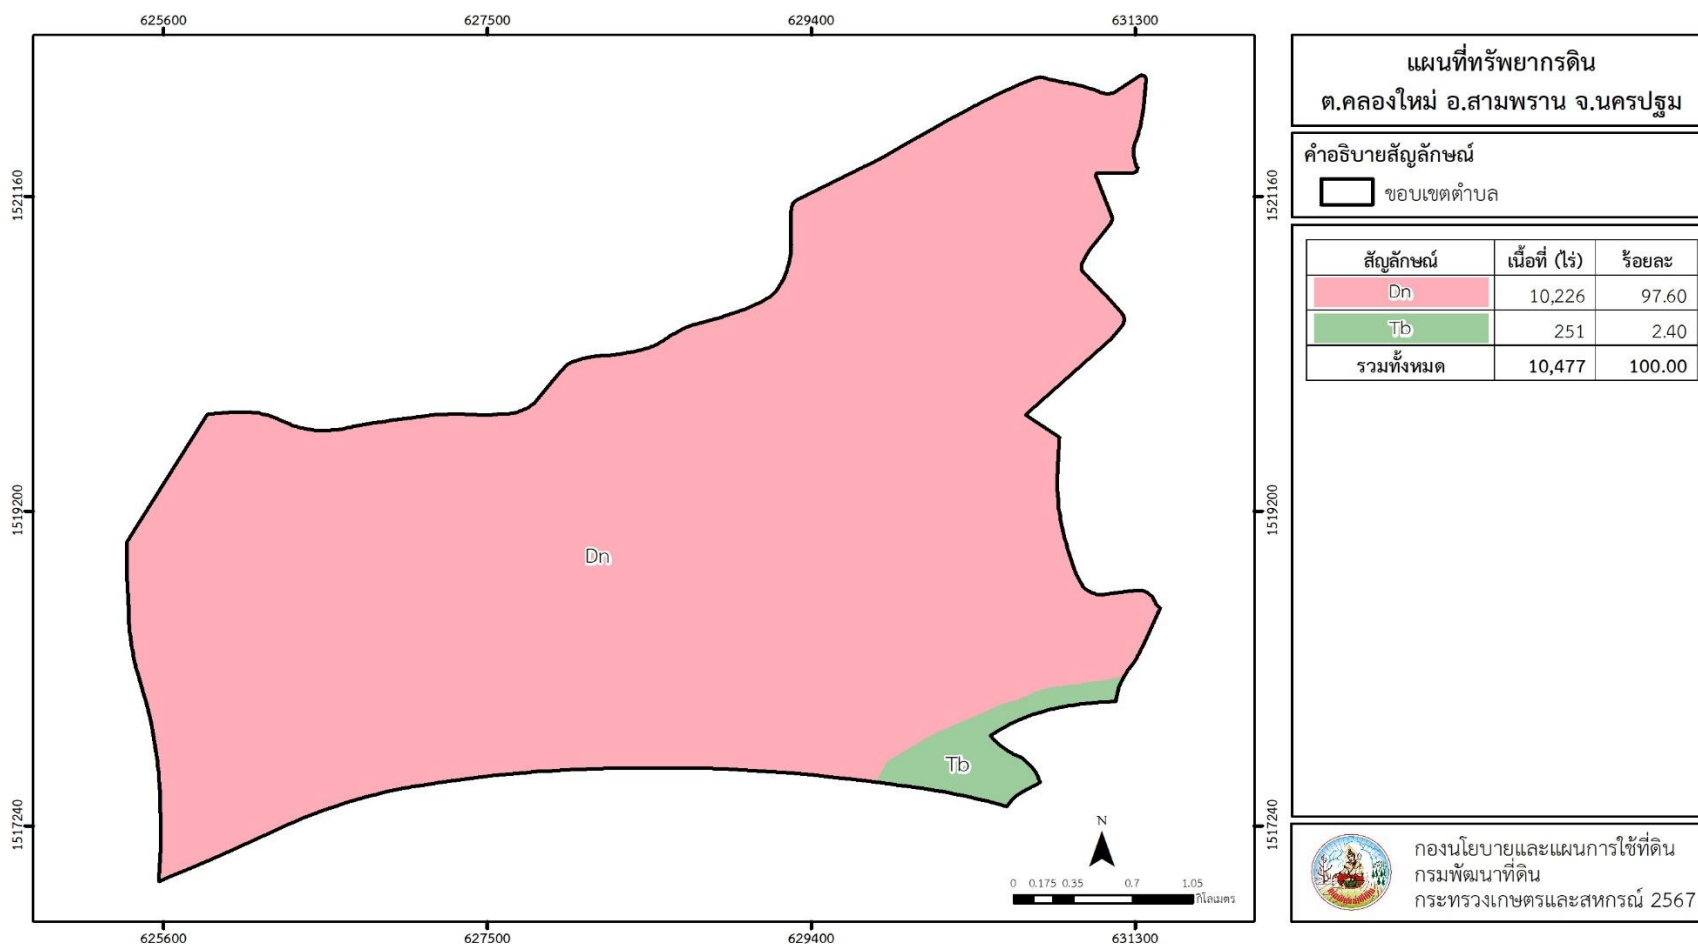 625600
627500
629400
631300
แผนที่ทรัพยากรดิน
ต.คลองใหม่ อ.สามพราน จ.นครปฐม
คำอธิบายสัญลักษณ์
ขอบเขตตำบล
1521160
1521160
สัญลักษณ์ เนื้อที่ (ไร่) ร้อยละ
Dn 10,226 97.60
Tb 251 2.40
รวมทั้งหมด 10,477 100.00
1519200
1519200
Dn
Tb
1517240
1517240
N
0 0.175 0.35 0.7 1.05
กิโลเมตร
กองนโยบายและแผนการใช้ที่ดิน
กรมพัฒนาที่ดิน
กระทรวงเกษตรและสหกรณ์ 2567
625600
627500
629400
631300